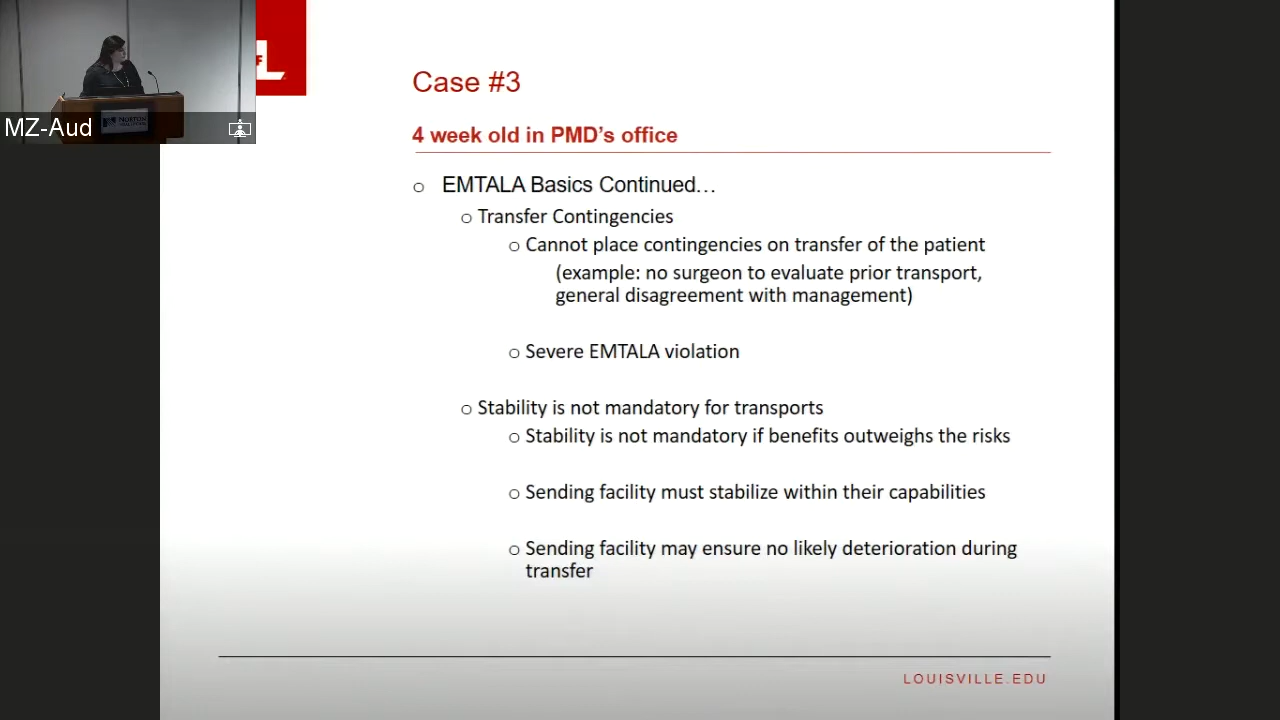 MZ-Aud
NORTON
Case #3
4 week old in PMD's office
EMTALA Basics Continued…
Transfer Contingencies
Cannot place contingencies on transfer of the patient
(example: no surgeon to evaluate prior transport,
general disagreement with management)
Severe EMTALA violation
Stability is not mandatory for transports
Stability is not mandatory if benefits outweighs the risks
Sending facility must stabilize within their capabilities
Sending facility may ensure no likely deterioration during
transfer
LOUISVILLE.EDU